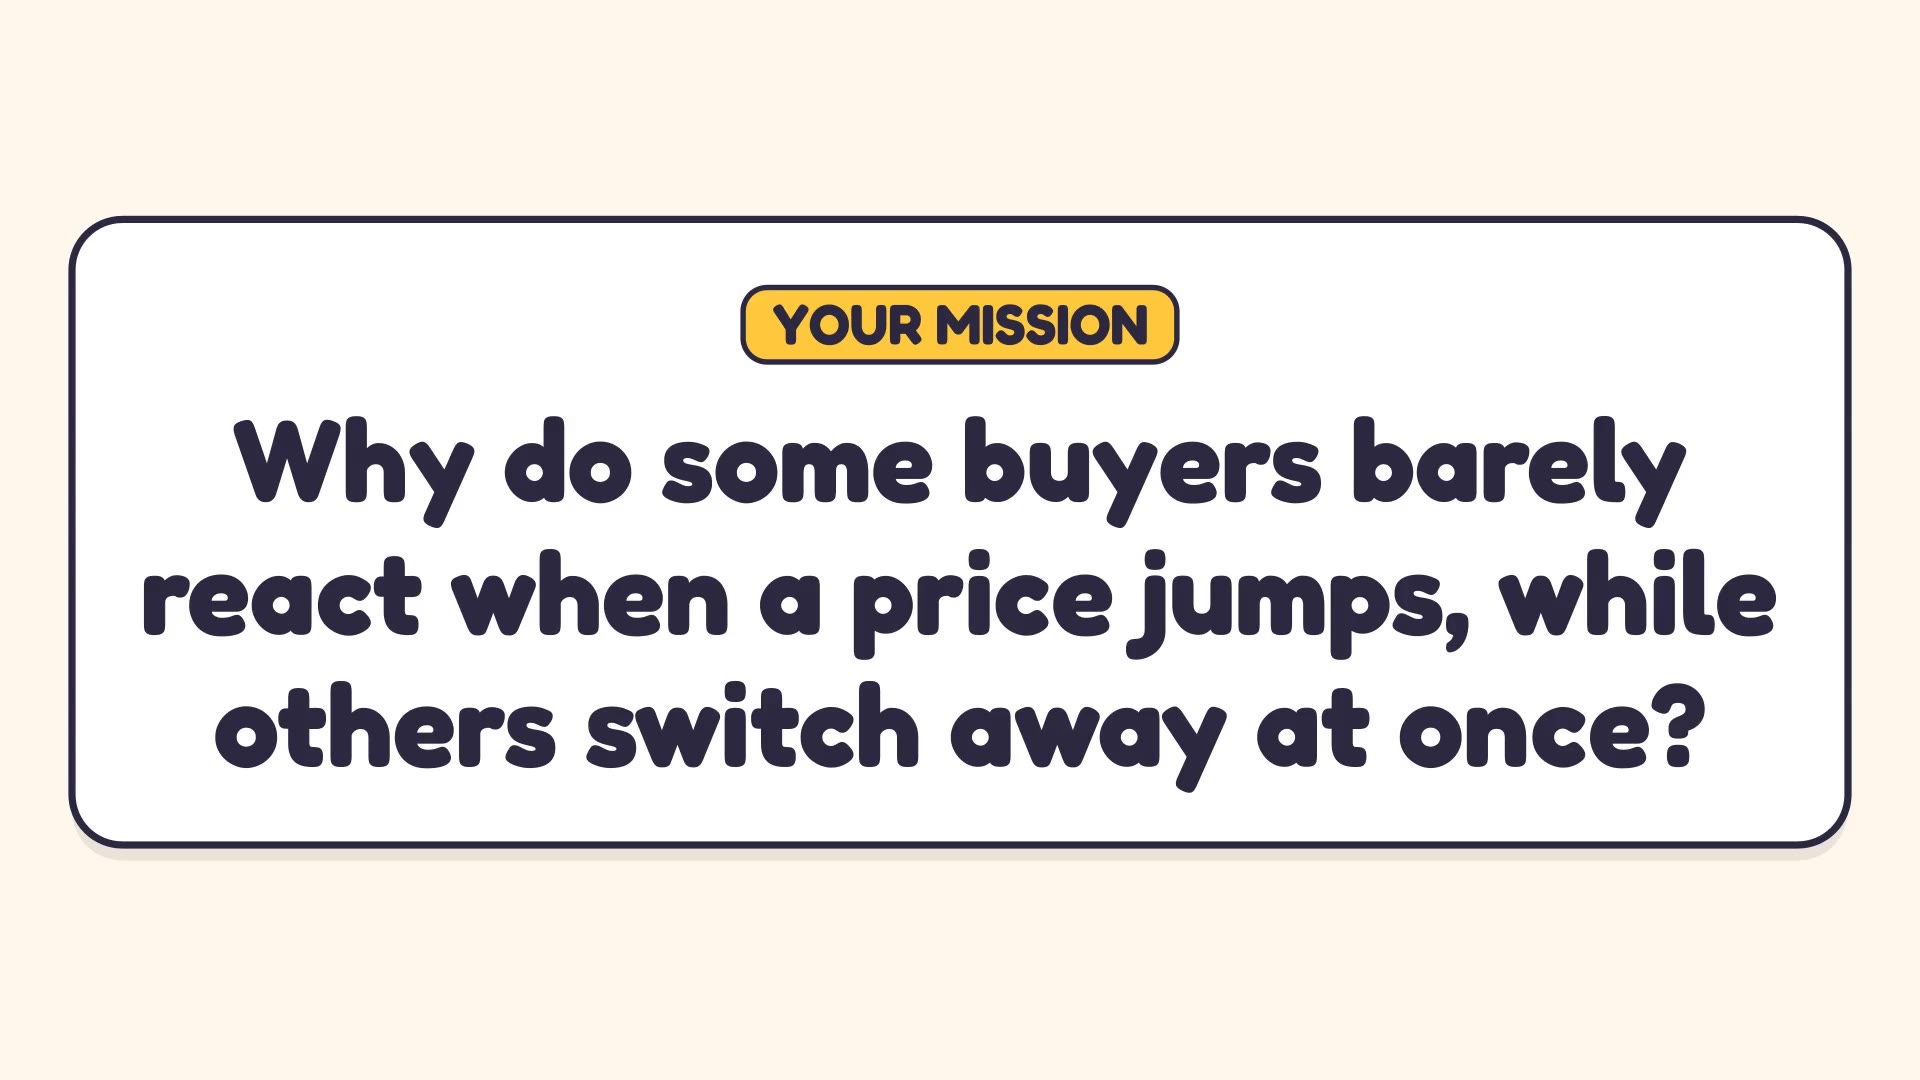 YOUR MISSION
Why do some buyers barely
react when a price jumps, while
others switch away at once?